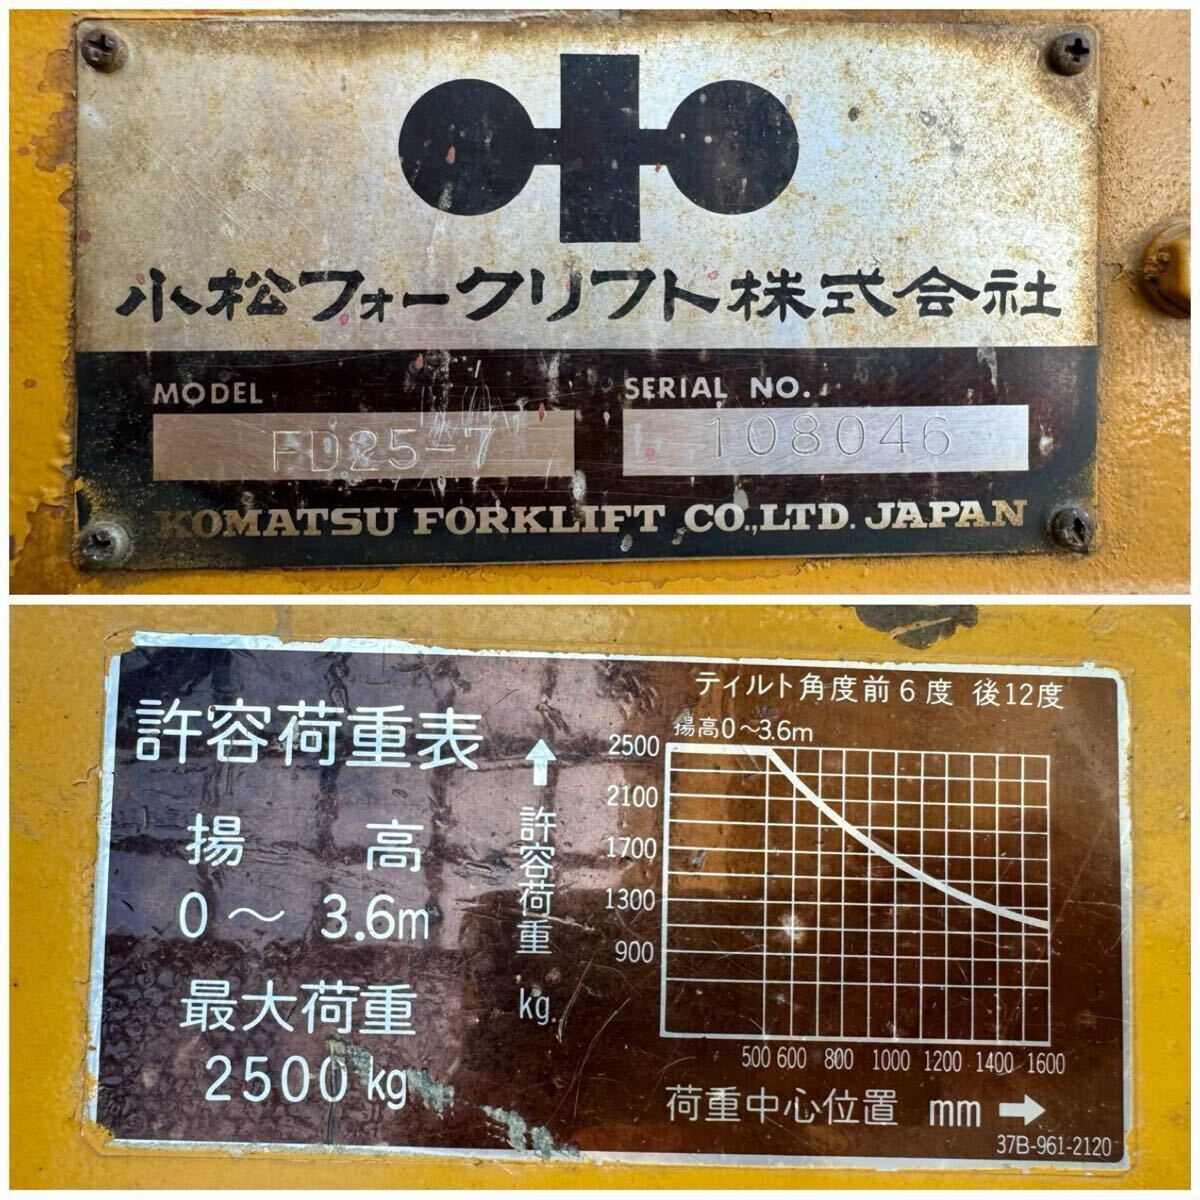 小松フォークリフト株式会社
MODEL
FD25-7
SERIAL NO.
108046
KOMATSU FORKLIFT CO.,LTD. JAPAN
許容荷重表
揚高
0～3.6m
最大荷重
2500kg
ティルト角度前6度 後12度
揚高0～3.6m
許容荷重
kg.
2500
2100
1700
1300
900
500 600 800 1000 1200 1400 1600
荷重中心位置 mm
37B-961-2120